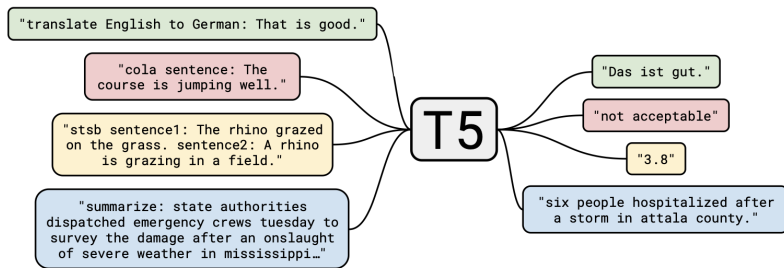 "translate English to German: That is good."
"cola sentence: The
course is jumping well."
"stsb sentence1: The rhino grazed
on the grass. sentence2: A rhino
is grazing in a field."
"summarize: state authorities
dispatched emergency crews tuesday to
survey the damage after an onslaught
of severe weather in mississippi…"
T5
"Das ist gut."
"not acceptable"
"3.8"
"six people hospitalized after
a storm in attala county."